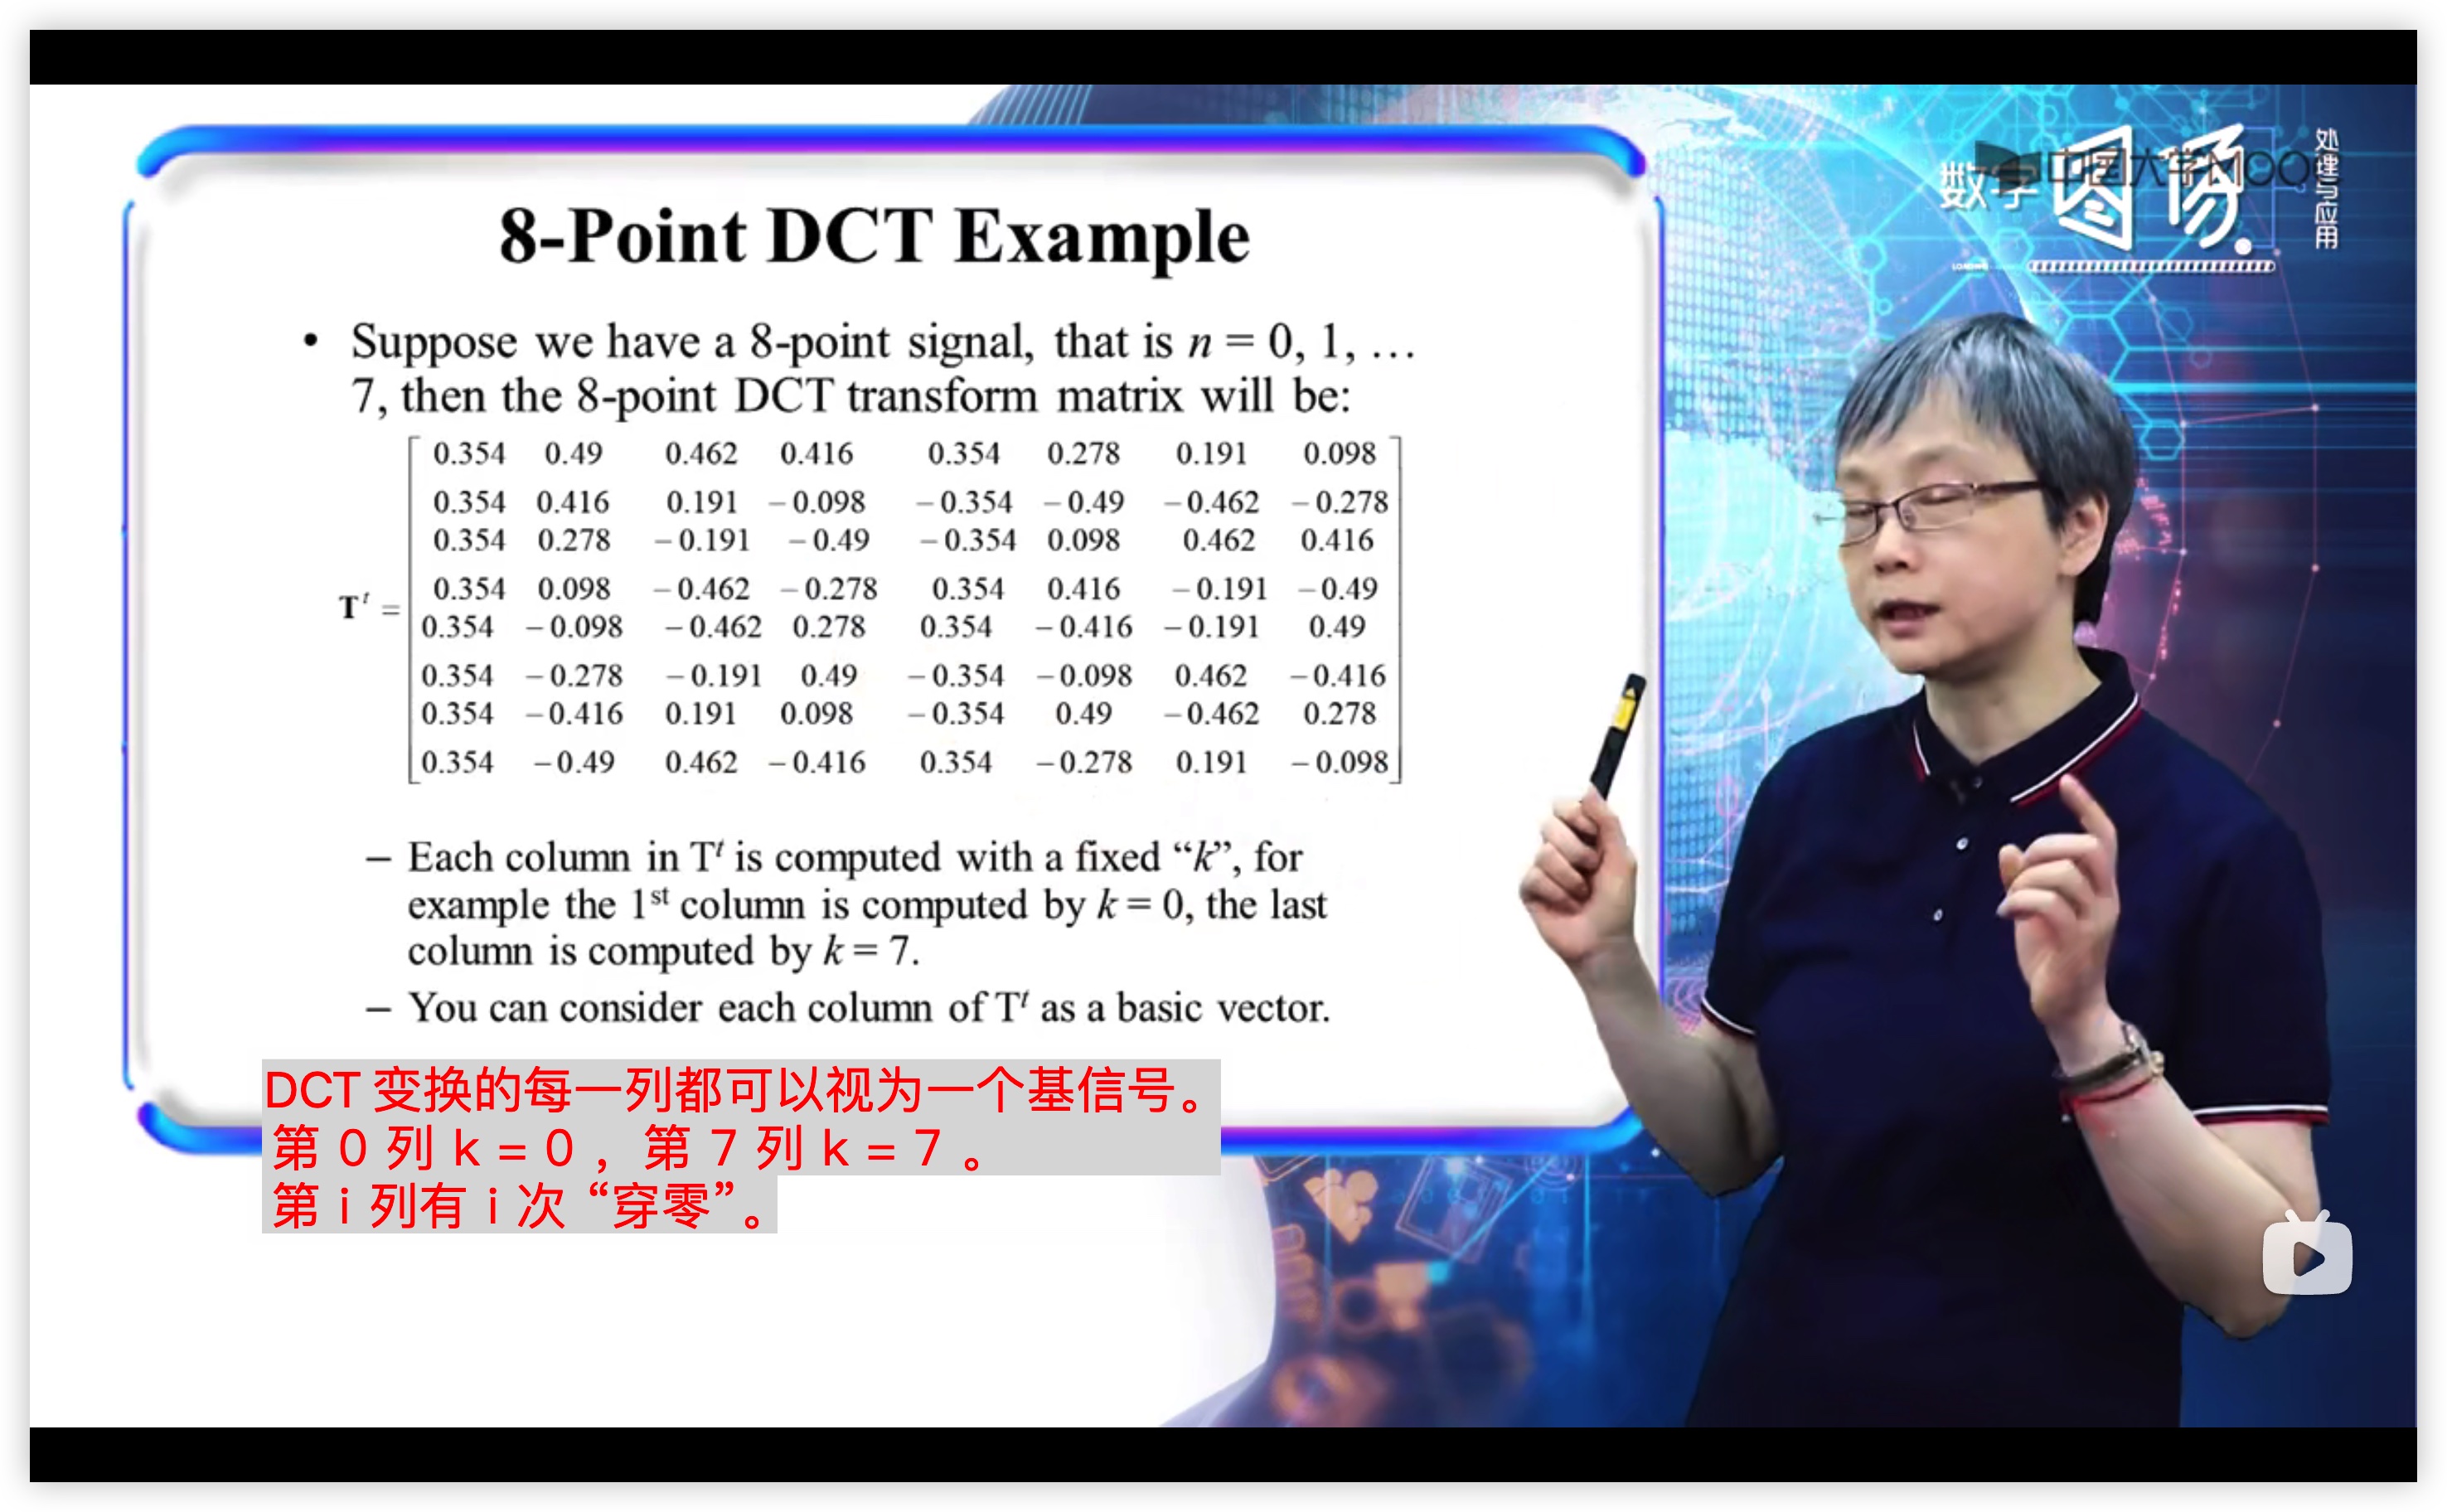 数字图像
处理与应用
中国大学MOOC
LOADING
8-Point DCT Example
• Suppose we have a 8-point signal, that is n = 0, 1, …
7, then the 8-point DCT transform matrix will be:
0.354 0.49 0.462 0.416 0.354 0.278 0.191 0.098
0.354 0.416 0.191 −0.098 −0.354 −0.49 −0.462 −0.278
0.354 0.278 −0.191 −0.49 −0.354 0.098 0.462 0.416
0.354 0.098 −0.462 −0.278 0.354 0.416 −0.191 −0.49
Tᵗ =
0.354 −0.098 −0.462 0.278 0.354 −0.416 −0.191 0.49
0.354 −0.278 −0.191 0.49 −0.354 −0.098 0.462 −0.416
0.354 −0.416 0.191 0.098 −0.354 0.49 −0.462 0.278
0.354 −0.49 0.462 −0.416 0.354 −0.278 0.191 −0.098
– Each column in Tᵗ is computed with a fixed “k”, for
example the 1st column is computed by k = 0, the last
column is computed by k = 7.
– You can consider each column of Tᵗ as a basic vector.
DCT 变换的每一列都可以视为一个基信号。
第 0 列 k = 0 ，第 7 列 k = 7 。
第 i 列有 i 次 “穿零” 。